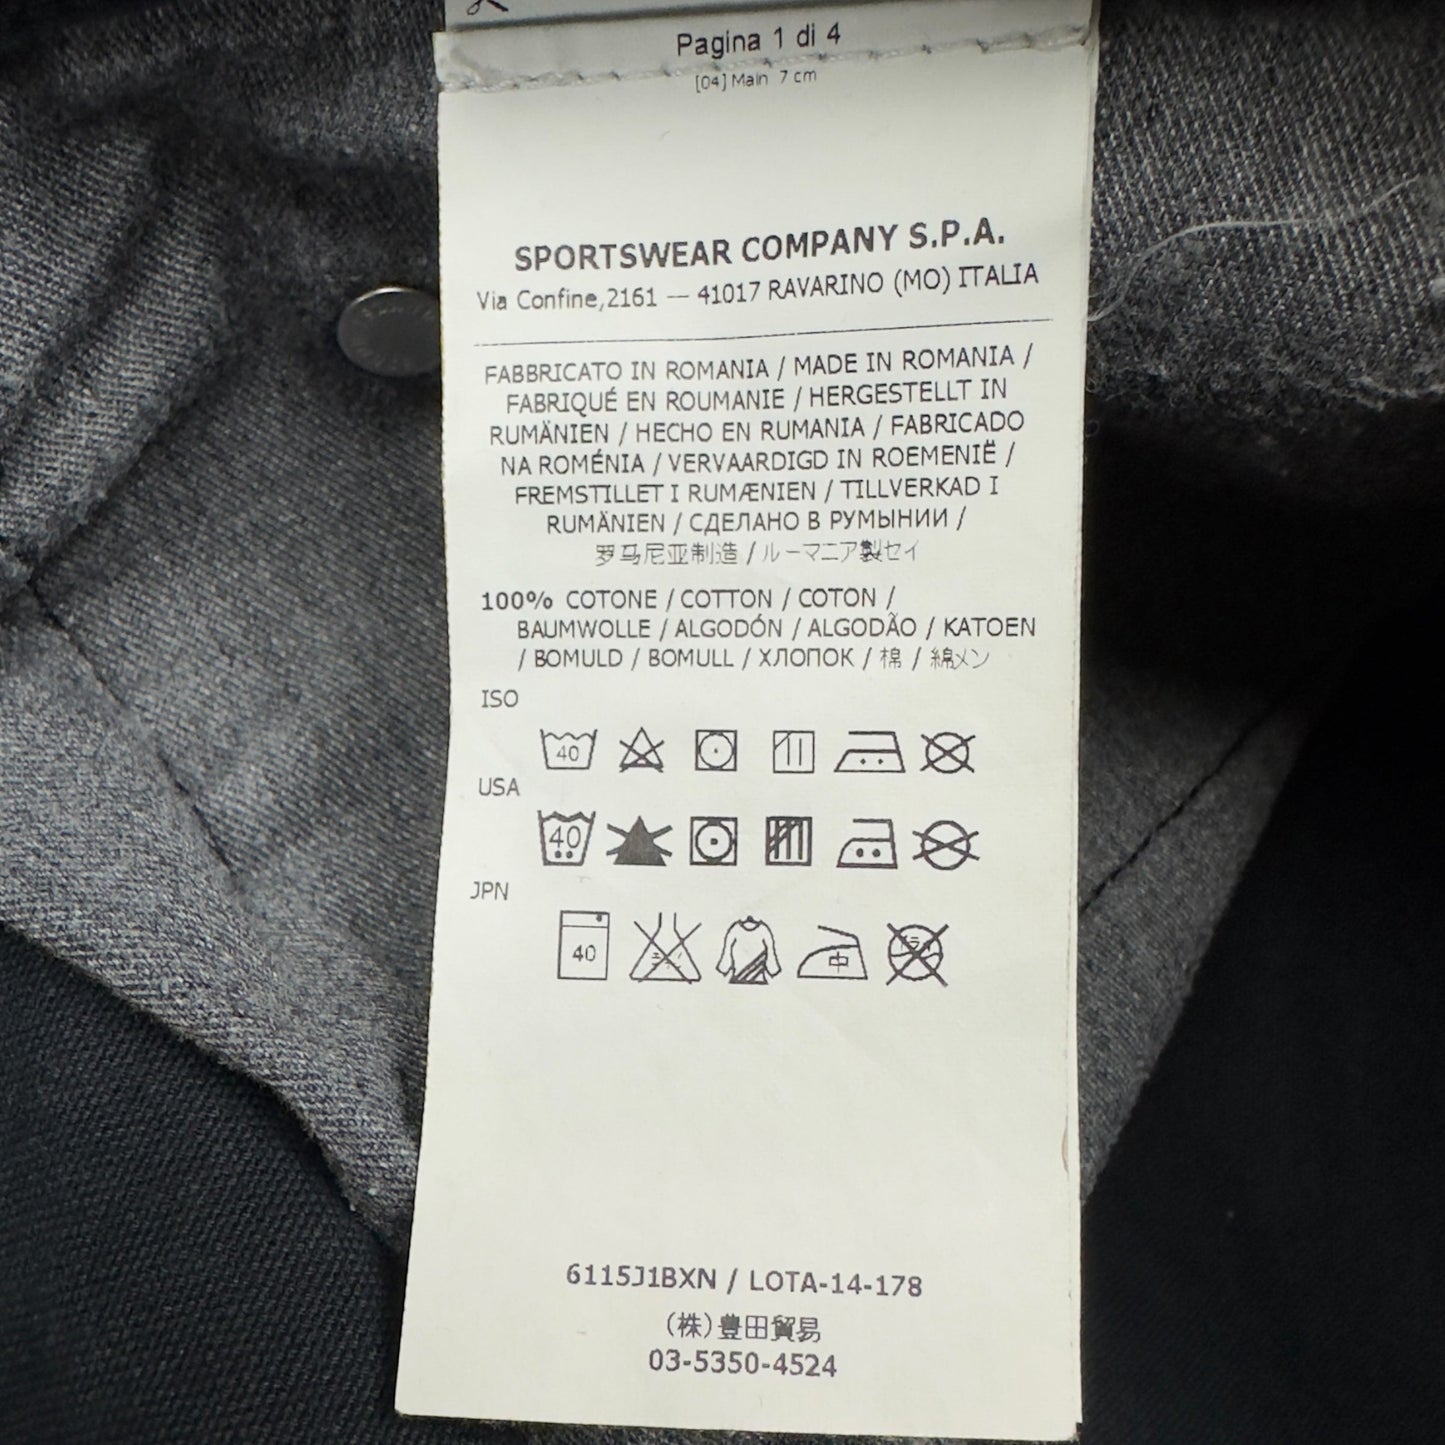 Pagina 1 di 4
[04] Main 7 cm
SPORTSWEAR COMPANY S.P.A.
Via Confine,2161 — 41017 RAVARINO (MO) ITALIA
FABBRICATO IN ROMANIA / MADE IN ROMANIA /
FABRIQUÉ EN ROUMANIE / HERGESTELLT IN
RUMÄNIEN / HECHO EN RUMANIA / FABRICADO
NA ROMÉNIA / VERVAARDIGD IN ROEMENIË /
FREMSTILLET I RUMÆNIEN / TILLVERKAD I
RUMÄNIEN / СДЕЛАНО В РУМЫНИИ /
罗马尼亚制造 / ルーマニア製セイ
100% COTONE / COTTON / COTON /
BAUMWOLLE / ALGODÓN / ALGODÃO / KATOEN
/ BOMULD / BOMULL / ХЛОПОК / 棉 / 綿メン
ISO
40
USA
40
JPN
40 中
6115J1BXN / LOTA-14-178
(株)豊田貿易
03-5350-4524